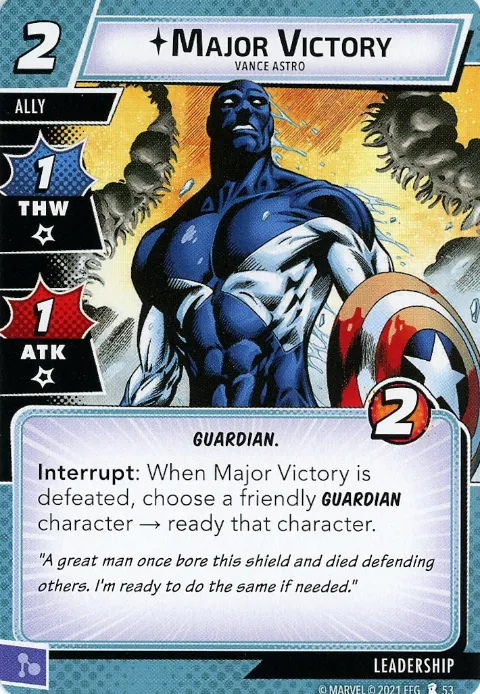 2
MAJOR VICTORY
VANCE ASTRO
ALLY
1
THW
1
ATK
2
GUARDIAN.
Interrupt: When Major Victory is
defeated, choose a friendly GUARDIAN
character → ready that character.
"A great man once bore this shield and died defending
others. I'm ready to do the same if needed."
LEADERSHIP
© MARVEL © 2021 FFG 53